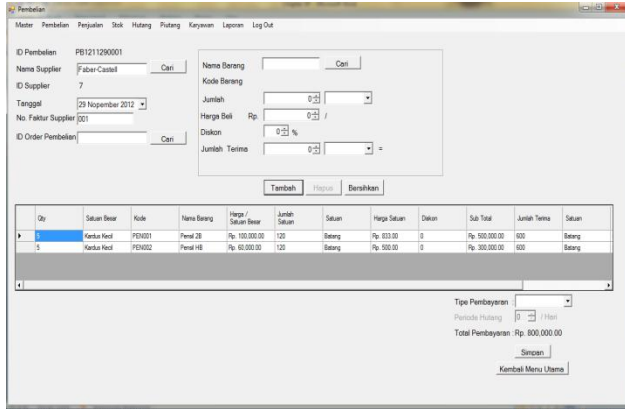 Pembelian
Master Pembelian Penjualan Stok Hutang Piutang Karyawan Laporan Log Out
ID Pembelian PB1211290001
Nama Supplier Faber-Castell Cari
ID Supplier 7
Tanggal 29 Nopember 2012
No. Faktur Supplier 001
ID Order Pembelian Cari
Nama Barang Cari
Kode Barang
Jumlah 0
Harga Beli Rp. 0 /
Diskon 0 %
Jumlah Terima 0 =
Tambah Hapus Bersihkan
Qty Satuan Besar Kode Nama Barang Harga / Satuan Besar Jumlah Satuan Satuan Harga Satuan Diskon Sub Total Jumlah Terima Satuan
5 Kardus Kecil PEN001 Pensil 2B Rp. 100,000.00 120 Batang Rp. 833.00 0 Rp. 500,000.00 600 Batang
5 Kardus Kecil PEN002 Pensil HB Rp. 60,000.00 120 Batang Rp. 500.00 0 Rp. 300,000.00 600 Batang
Tipe Pembayaran :
Periode Hutang 0 / Hari
Total Pembayaran : Rp. 800,000.00
Simpan
Kembali Menu Utama